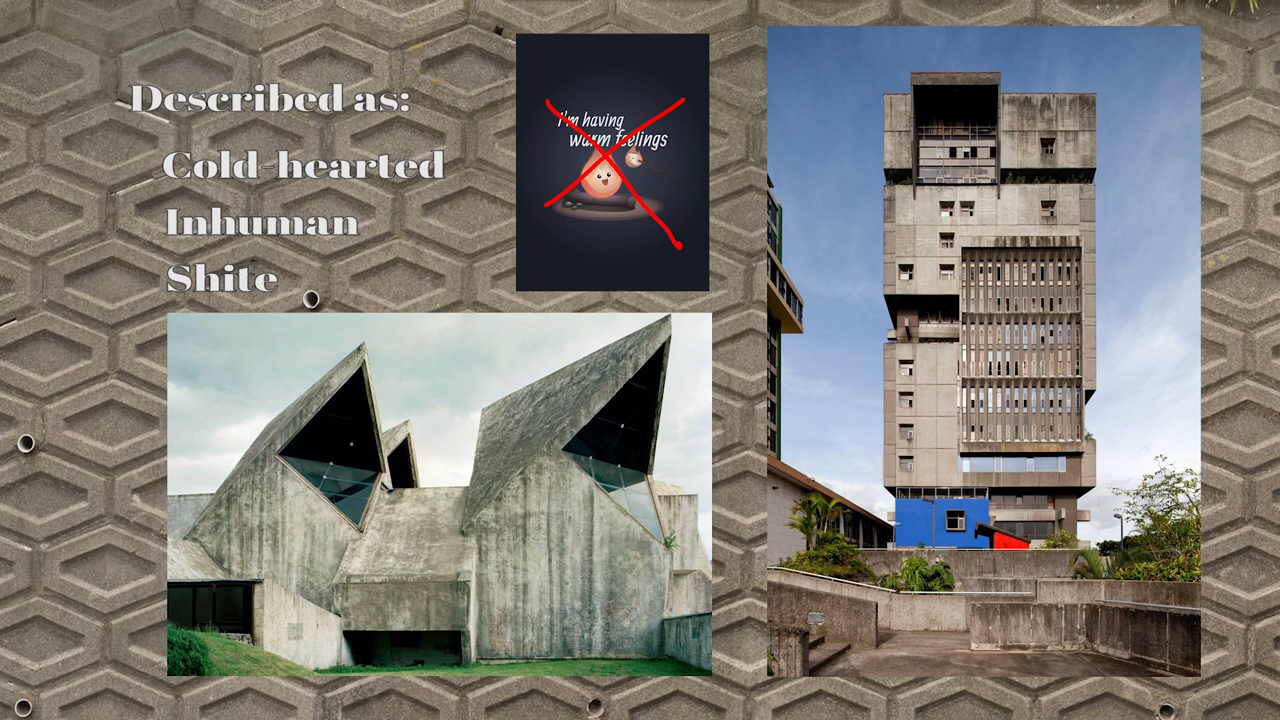 Described as:
Cold-hearted
Inhuman
Shite
i'm having
warm feelings